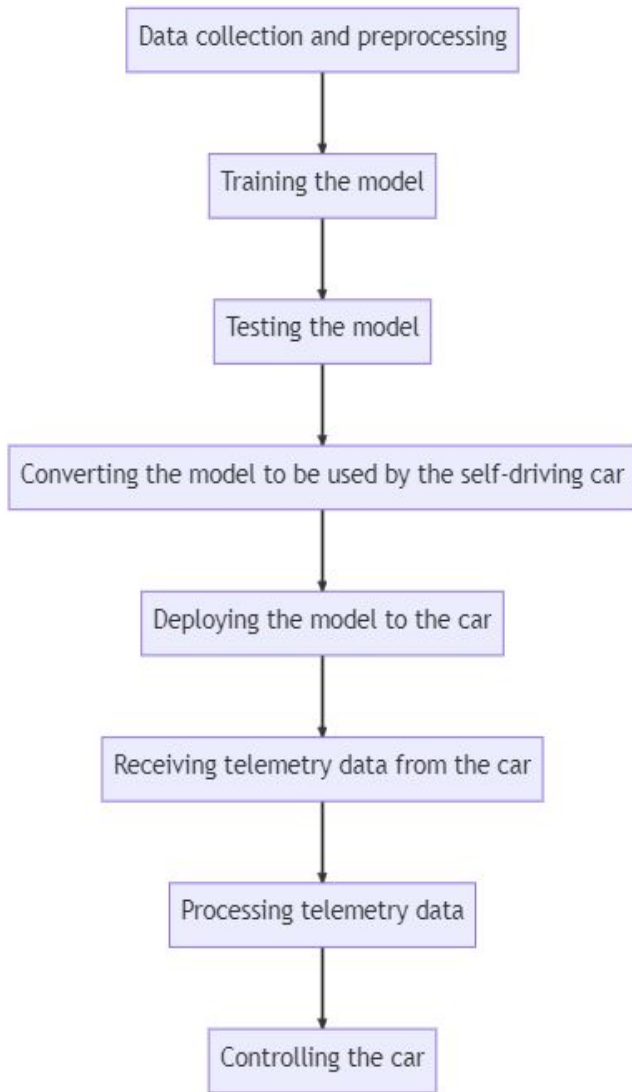 Data collection and preprocessing
Training the model
Testing the model
Converting the model to be used by the self-driving car
Deploying the model to the car
Receiving telemetry data from the car
Processing telemetry data
Controlling the car